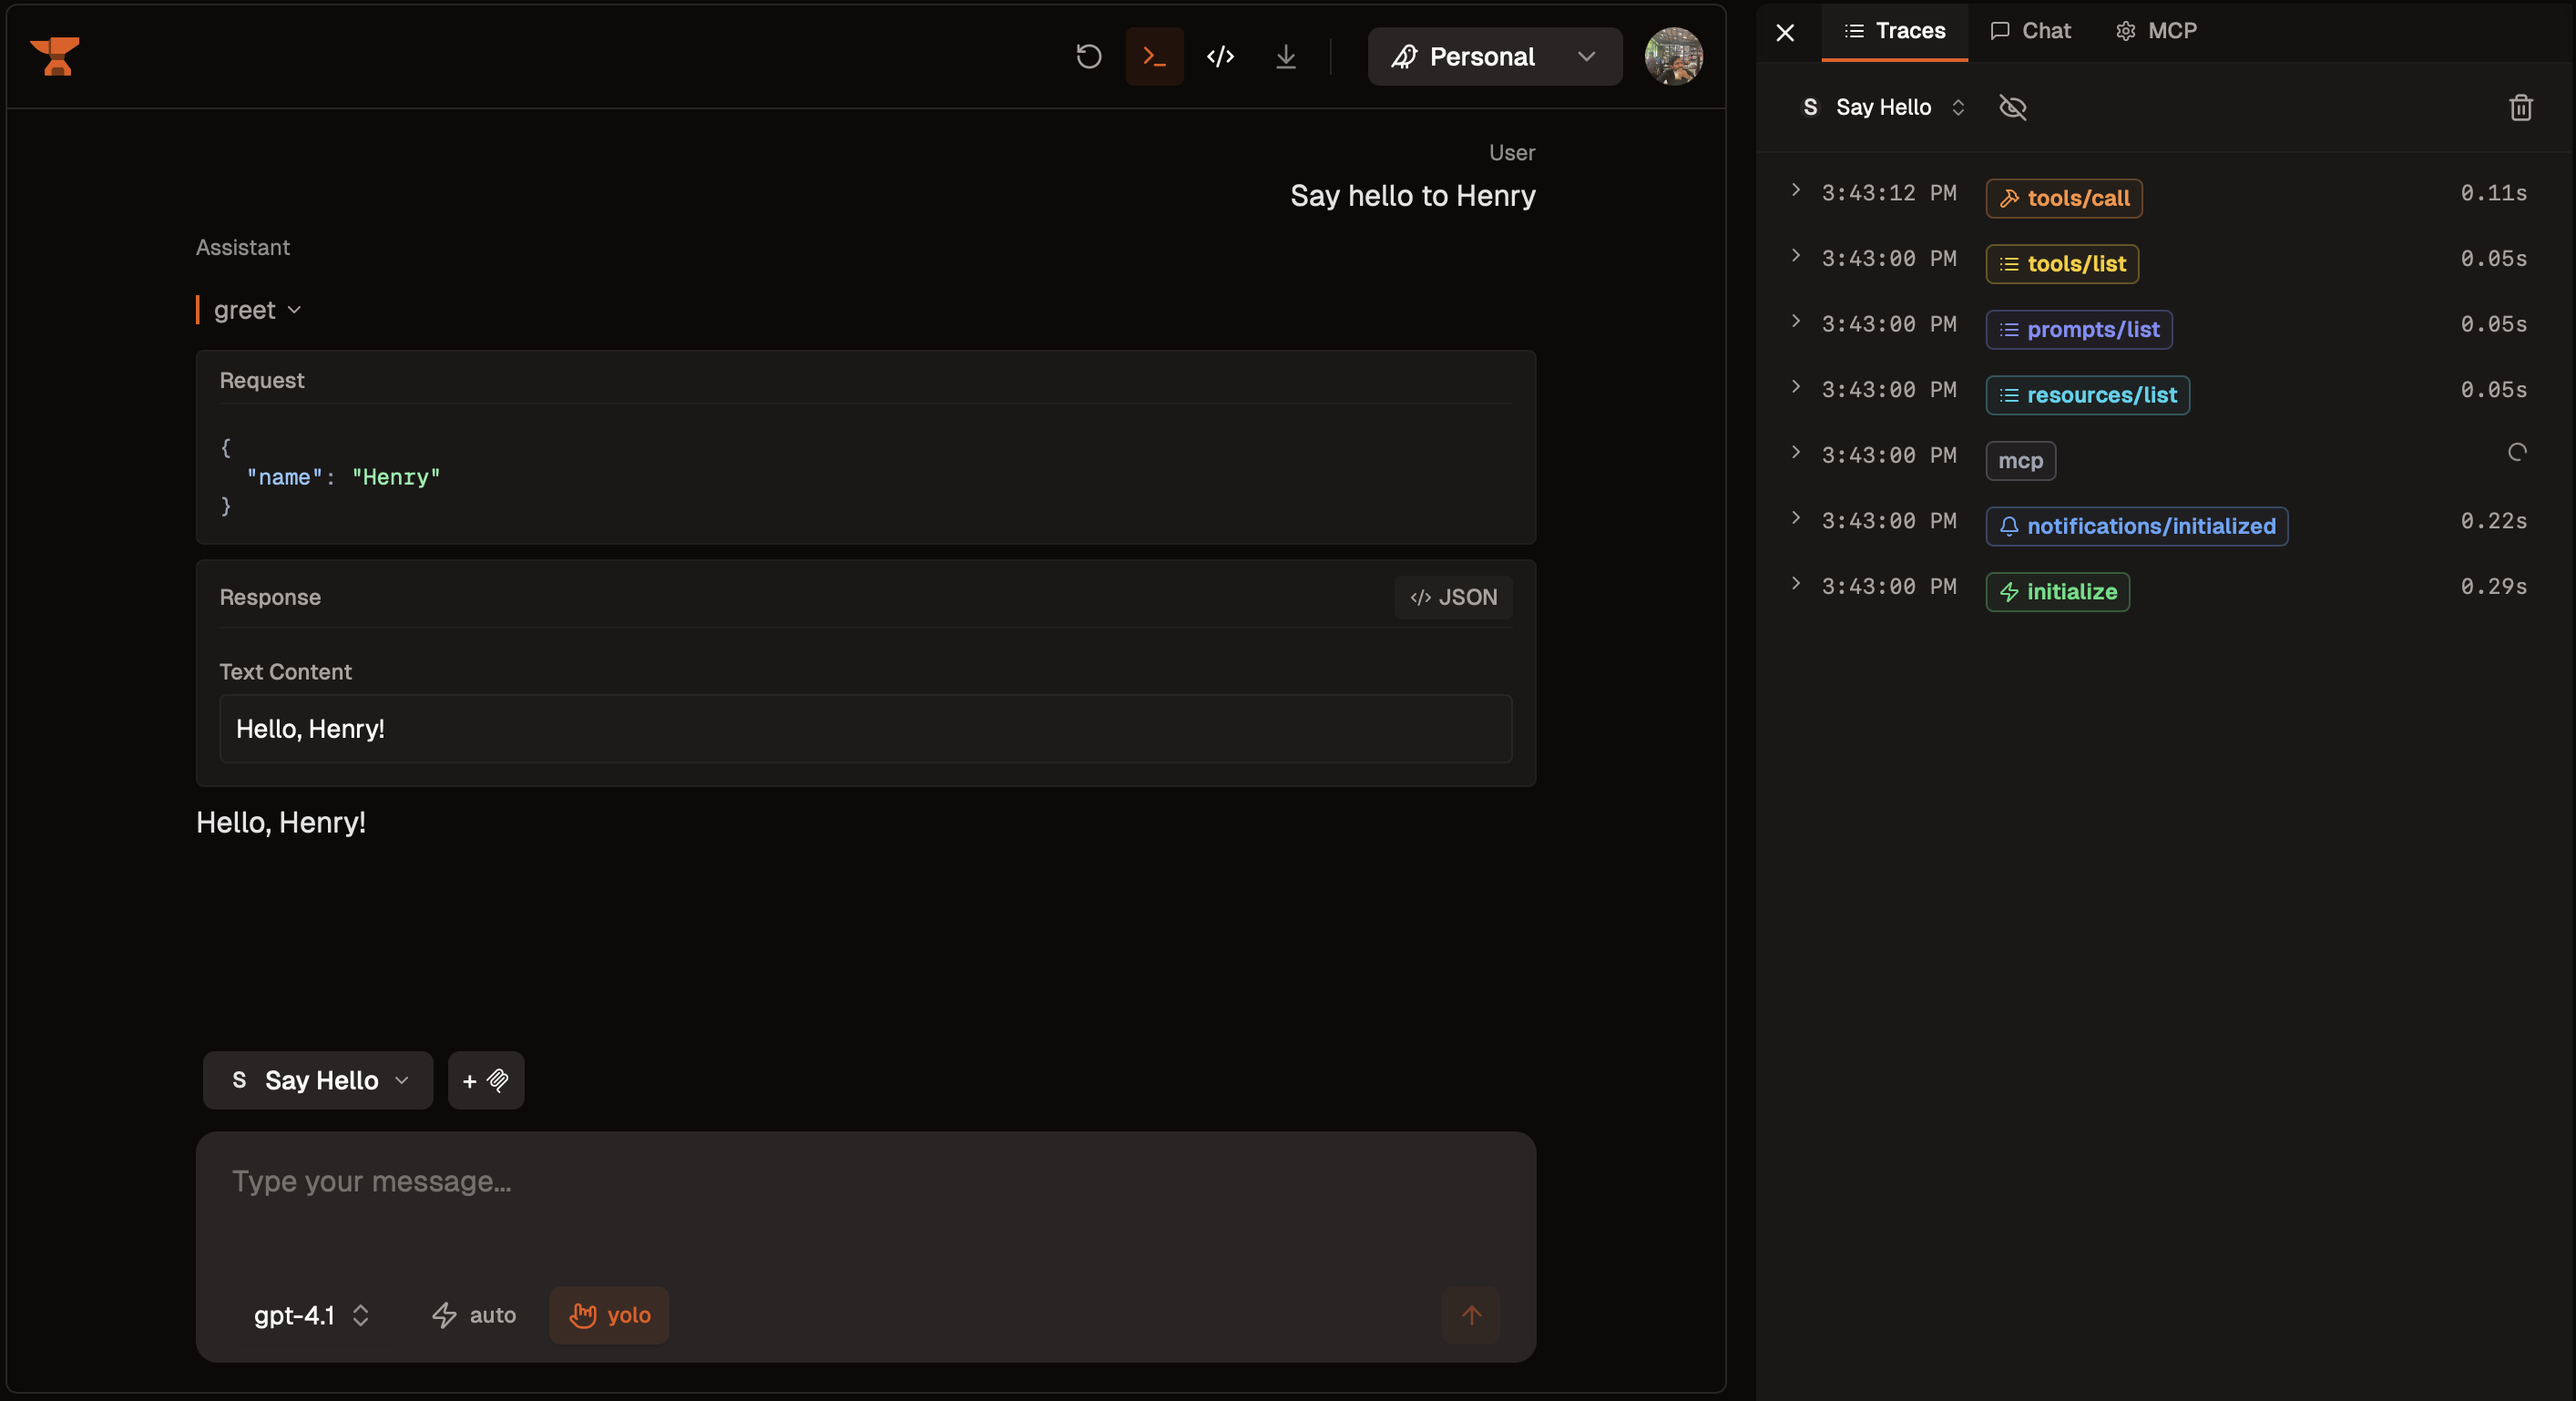 Personal
User
Say hello to Henry
Assistant
greet
Request
{
"name": "Henry"
}
Response
JSON
Text Content
Hello, Henry!
Hello, Henry!
S Say Hello
+
Type your message...
gpt-4.1
auto
yolo
Traces
Chat
MCP
S Say Hello
3:43:12 PM tools/call 0.11s
3:43:00 PM tools/list 0.05s
3:43:00 PM prompts/list 0.05s
3:43:00 PM resources/list 0.05s
3:43:00 PM mcp
3:43:00 PM notifications/initialized 0.22s
3:43:00 PM initialize 0.29s